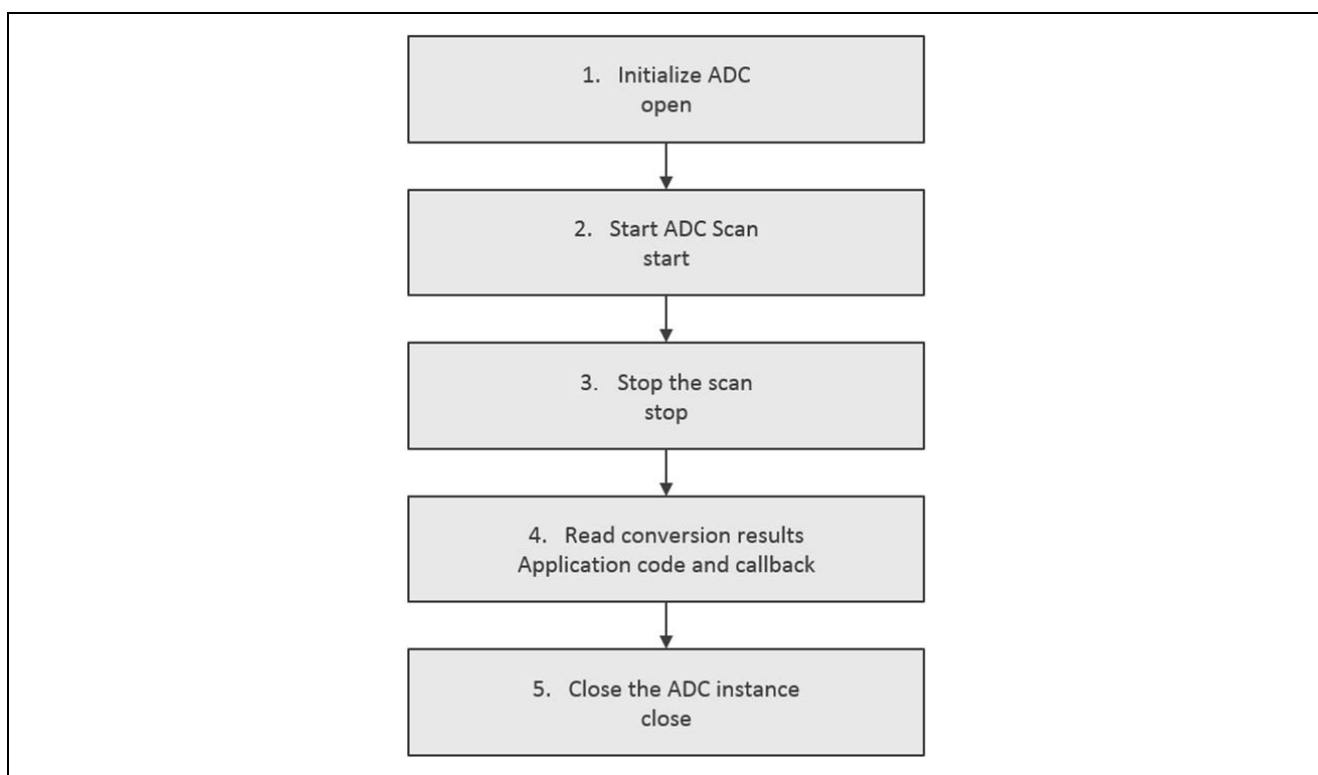 1. Initialize ADC
open
2. Start ADC Scan
start
3. Stop the scan
stop
4. Read conversion results
Application code and callback
5. Close the ADC instance
close